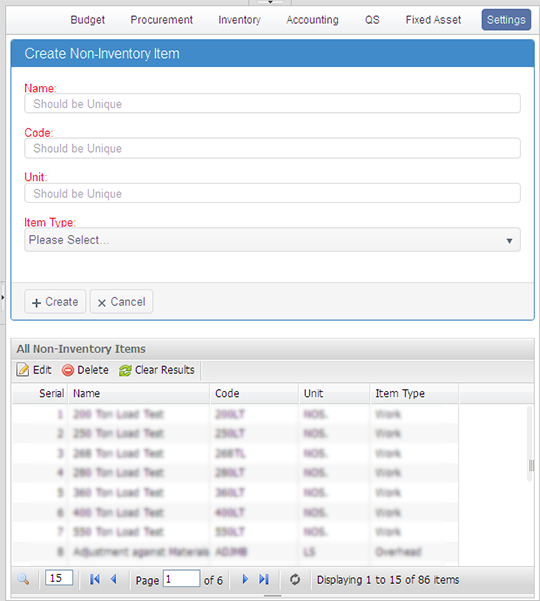 Budget Procurement Inventory Accounting QS Fixed Asset Settings
Create Non-Inventory Item
Name:
Should be Unique
Code:
Should be Unique
Unit:
Should be Unique
Item Type:
Please Select...
Create Cancel
All Non-Inventory Items
Edit Delete Clear Results
Serial Name Code Unit Item Type
1 200 Ton Load Test 200LT NOS. Work
2 250 Ton Load Test 250LT NOS. Work
3 268 Ton Load Test 268TL NOS. Work
4 280 Ton Load Test 280LT NOS. Work
5 360 Ton Load Test 360LT NOS. Work
6 400 Ton Load Test 400LT NOS. Work
7 550 Ton Load Test 550LT NOS. Work
8 Adjustment against Materials ADJMB LS Overhead
15 Page 1 of 6 Displaying 1 to 15 of 86 items